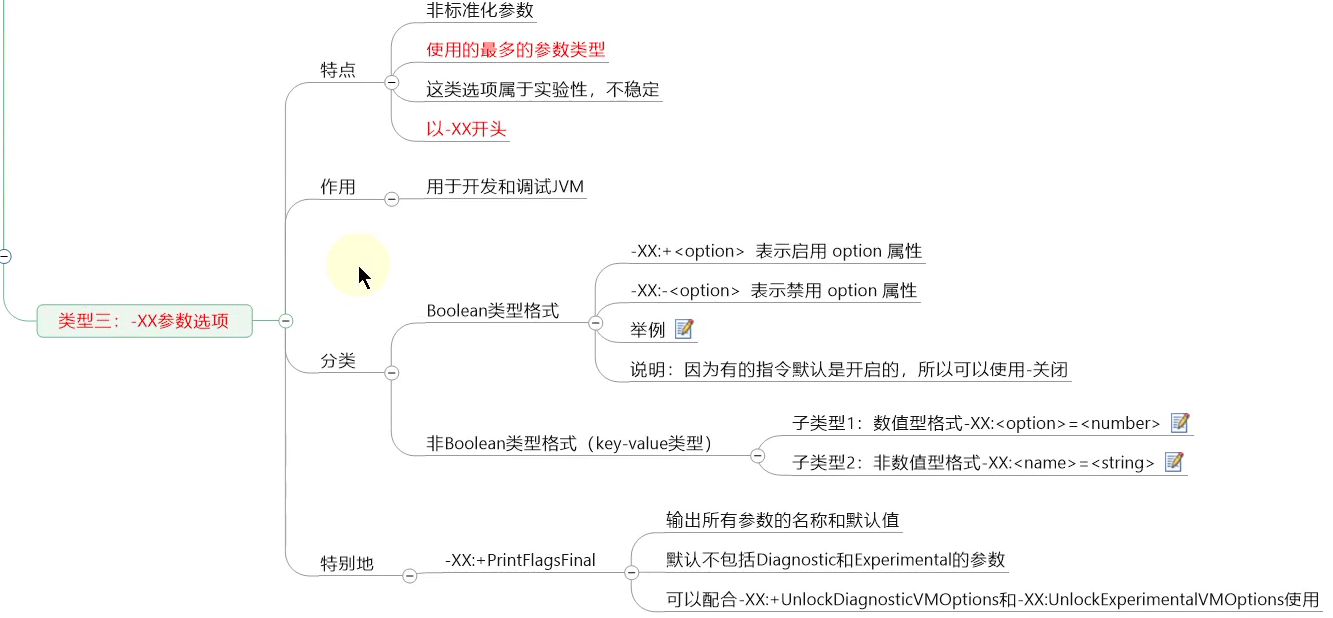 非标准化参数
使用的最多的参数类型
特点
这类选项属于实验性，不稳定
以-XX开头
作用
用于开发和调试JVM
-XX:+<option> 表示启用 option 属性
-XX:-<option> 表示禁用 option 属性
Boolean类型格式
类型三：-XX参数选项
举例
分类
说明：因为有的指令默认是开启的，所以可以使用-关闭
子类型1：数值型格式-XX:<option>=<number>
非Boolean类型格式（key-value类型）
子类型2：非数值型格式-XX:<name>=<string>
输出所有参数的名称和默认值
特别地
-XX:+PrintFlagsFinal
默认不包括Diagnostic和Experimental的参数
可以配合-XX:+UnlockDiagnosticVMOptions和-XX:UnlockExperimentalVMOptions使用